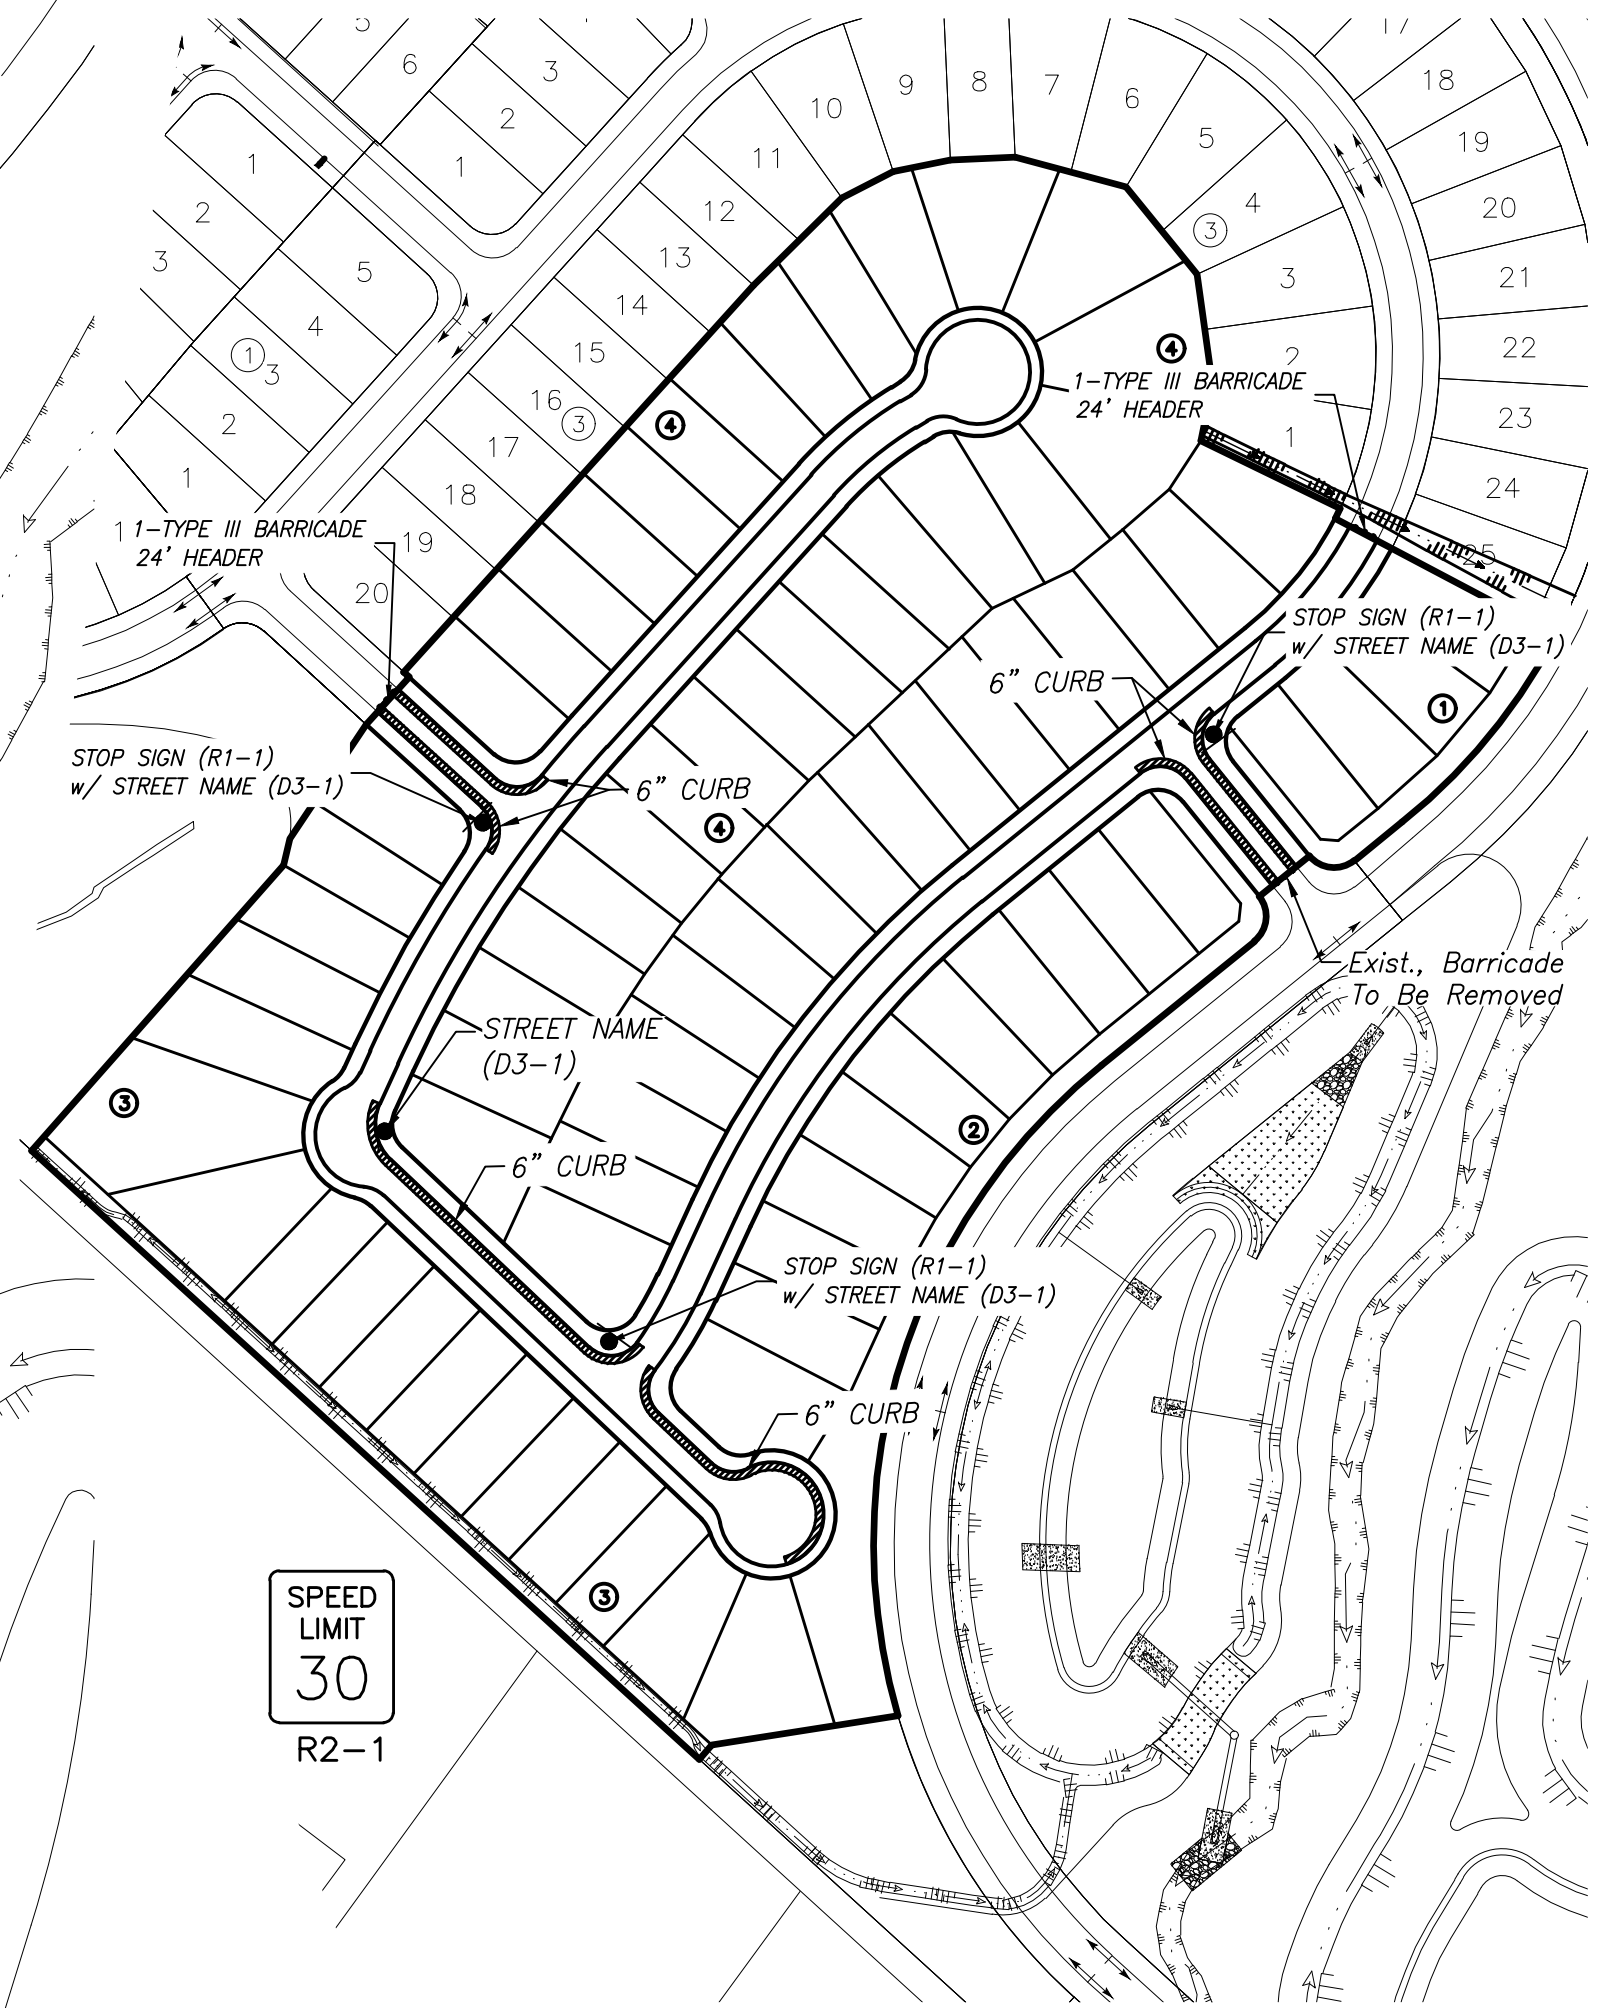 5
6
3
2
1
1
2
3
5
4
1
3
2
1
1
9
8
7
6
5
4
3
3
2
1
10
11
12
13
14
15
16
3
17
18
19
20
17
18
19
20
21
22
23
24
25
4
4
1-TYPE III BARRICADE
24' HEADER
1-TYPE III BARRICADE
24' HEADER
STOP SIGN (R1-1)
w/ STREET NAME (D3-1)
6" CURB
1
STOP SIGN (R1-1)
w/ STREET NAME (D3-1)
6" CURB
4
Exist., Barricade
To Be Removed
STREET NAME
(D3-1)
3
2
6" CURB
STOP SIGN (R1-1)
w/ STREET NAME (D3-1)
6" CURB
3
SPEED
LIMIT
30
R2-1